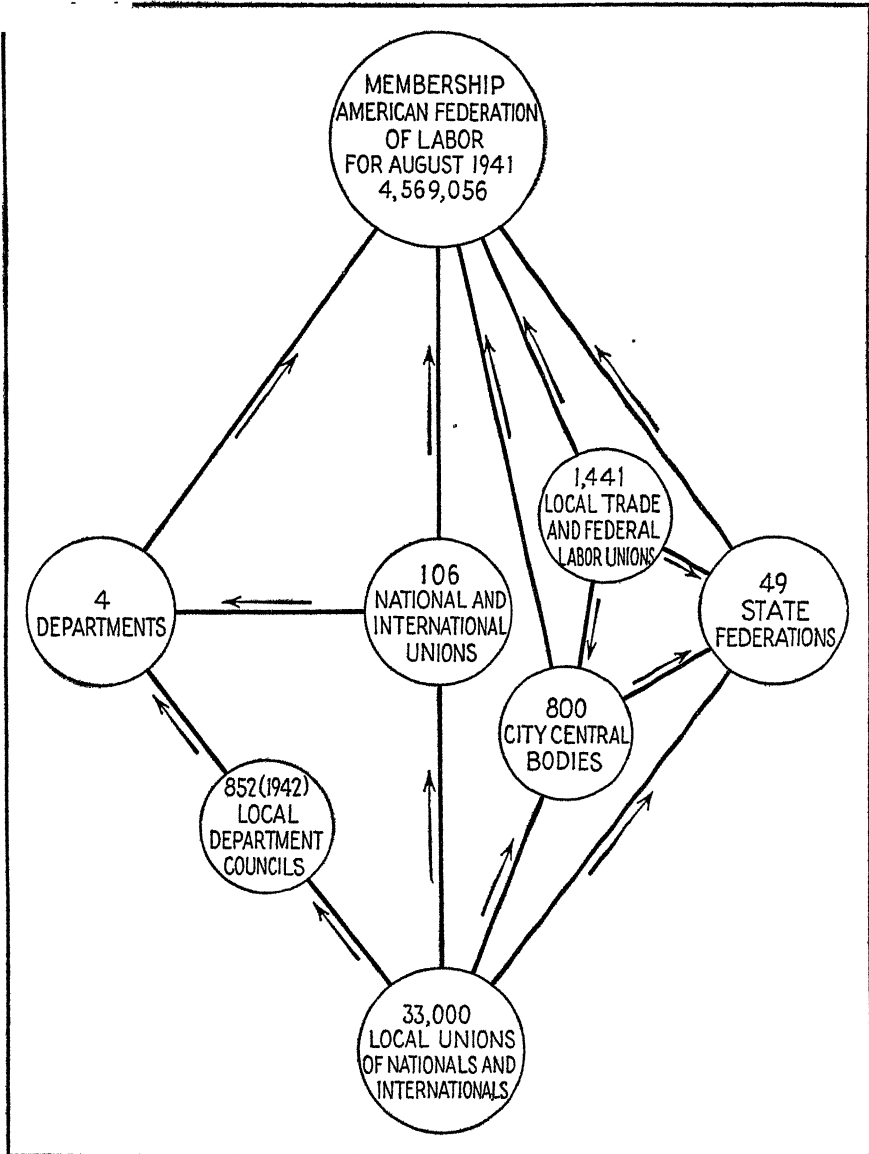 MEMBERSHIP
AMERICAN FEDERATION
OF LABOR
FOR AUGUST 1941
4,569,056
1,441
LOCAL TRADE
AND FEDERAL
LABOR UNIONS
4
DEPARTMENTS
106
NATIONAL AND
INTERNATIONAL
UNIONS
49
STATE
FEDERATIONS
800
CITY CENTRAL
BODIES
852(1942)
LOCAL
DEPARTMENT
COUNCILS
33,000
LOCAL UNIONS
OF NATIONALS AND
INTERNATIONALS